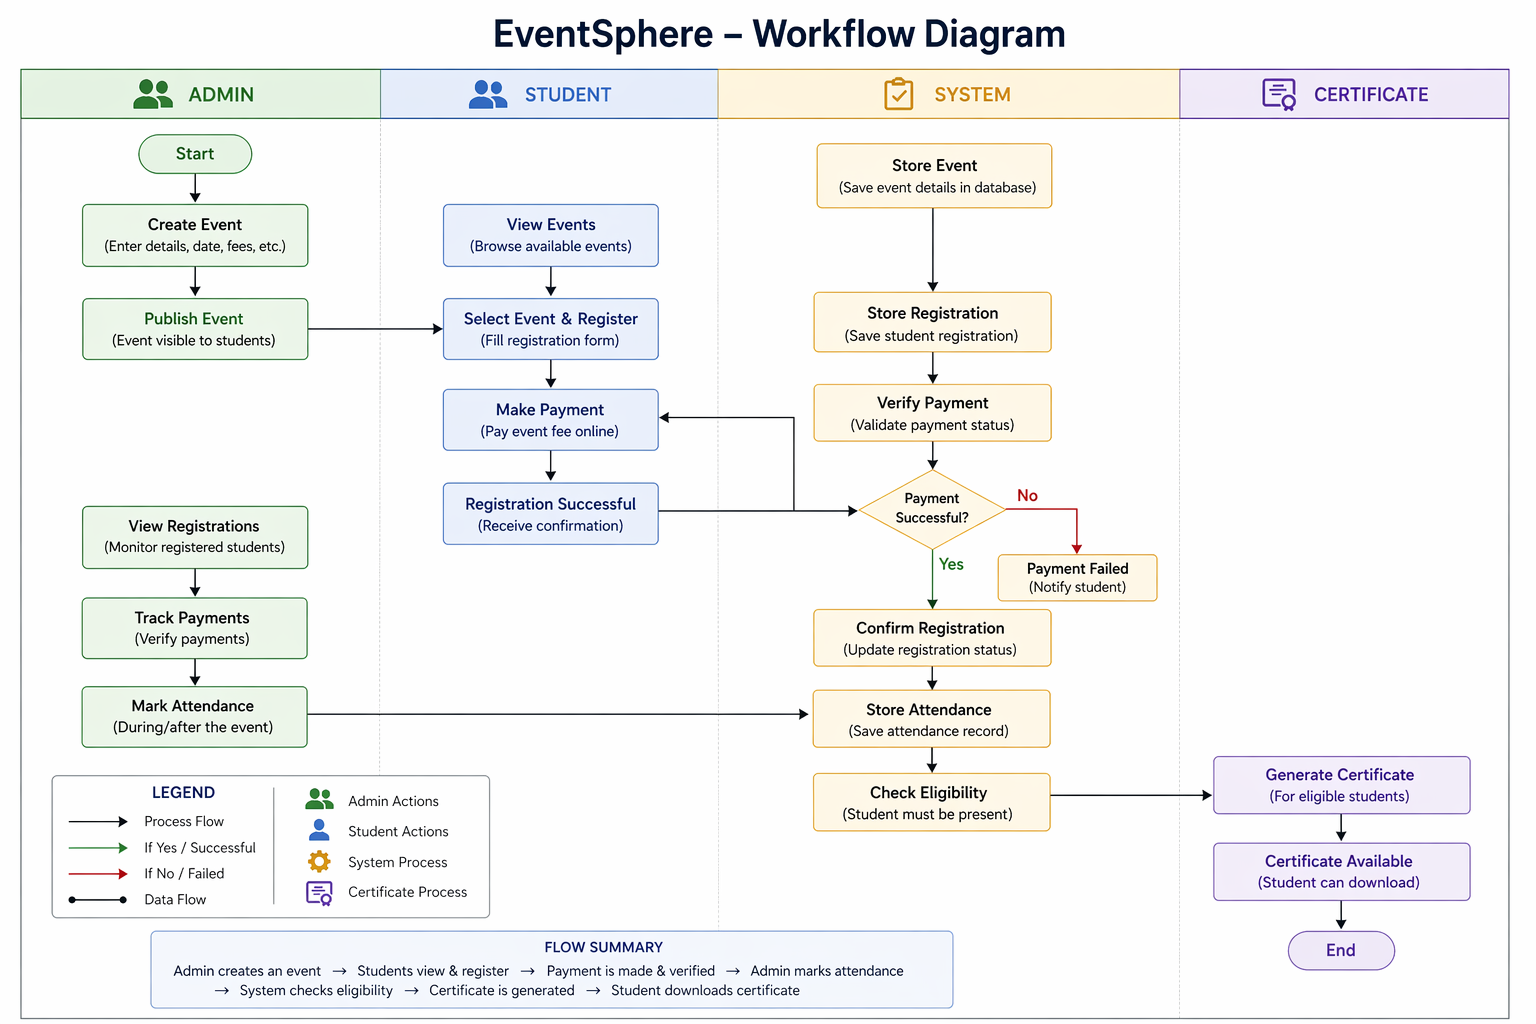 EventSphere – Workflow Diagram
ADMIN
STUDENT
SYSTEM
CERTIFICATE
Start
Create Event
(Enter details, date, fees, etc.)
Publish Event
(Event visible to students)
View Registrations
(Monitor registered students)
Track Payments
(Verify payments)
Mark Attendance
(During/after the event)
View Events
(Browse available events)
Select Event & Register
(Fill registration form)
Make Payment
(Pay event fee online)
Registration Successful
(Receive confirmation)
Store Event
(Save event details in database)
Store Registration
(Save student registration)
Verify Payment
(Validate payment status)
Payment
Successful?
No
Yes
Payment Failed
(Notify student)
Confirm Registration
(Update registration status)
Store Attendance
(Save attendance record)
Check Eligibility
(Student must be present)
Generate Certificate
(For eligible students)
Certificate Available
(Student can download)
End
LEGEND
Process Flow
If Yes / Successful
If No / Failed
Data Flow
Admin Actions
Student Actions
System Process
Certificate Process
FLOW SUMMARY
Admin creates an event → Students view & register → Payment is made & verified → Admin marks attendance
→ System checks eligibility → Certificate is generated → Student downloads certificate